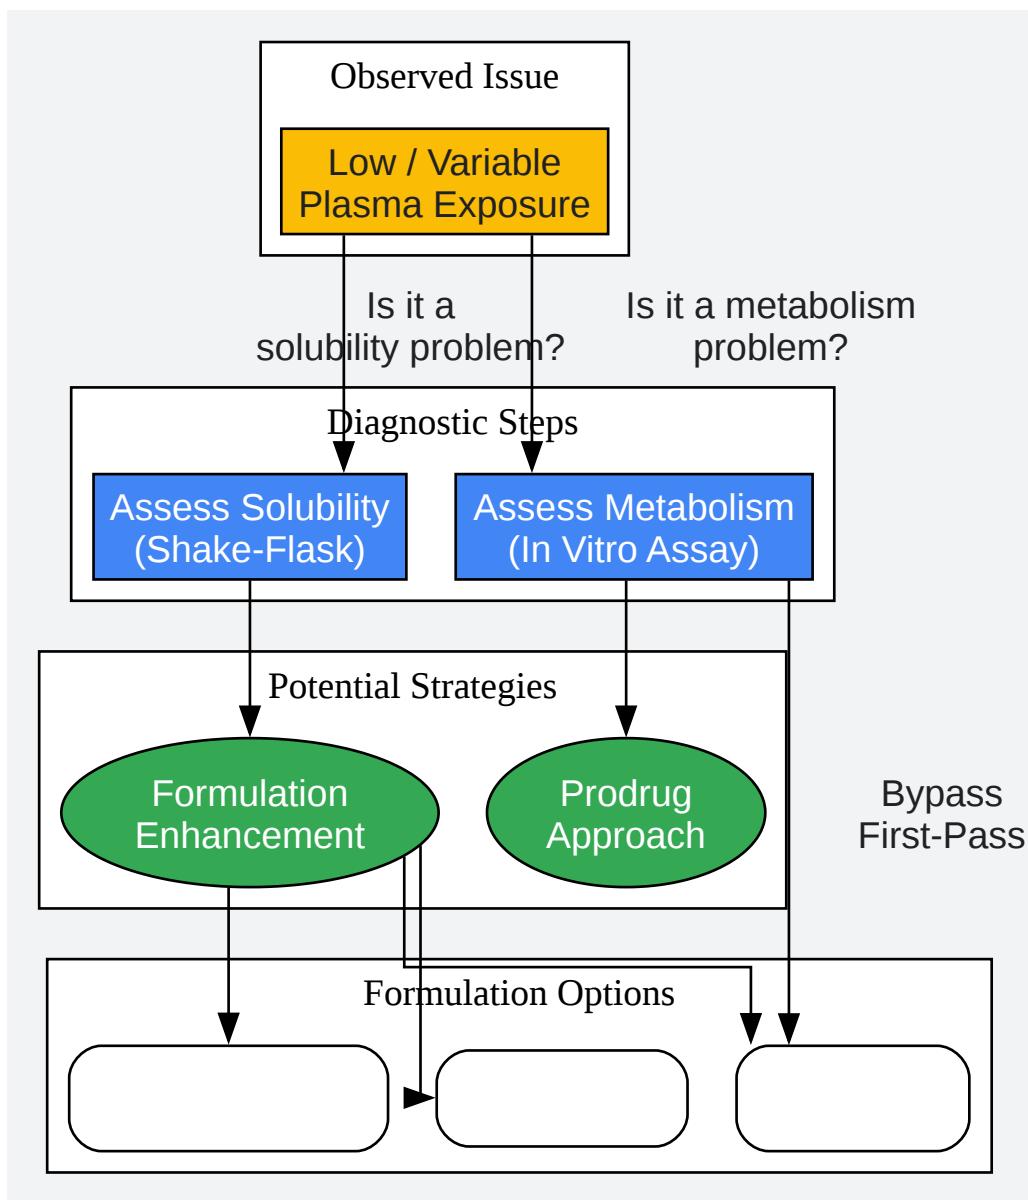 Observed Issue
Low / Variable
Plasma Exposure
Is it a
solubility problem?
Is it a metabolism
problem?
Diagnostic Steps
Assess Solubility
(Shake-Flask)
Assess Metabolism
(In Vitro Assay)
Potential Strategies
Formulation
Enhancement
Prodrug
Approach
Bypass
First-Pass
Formulation Options